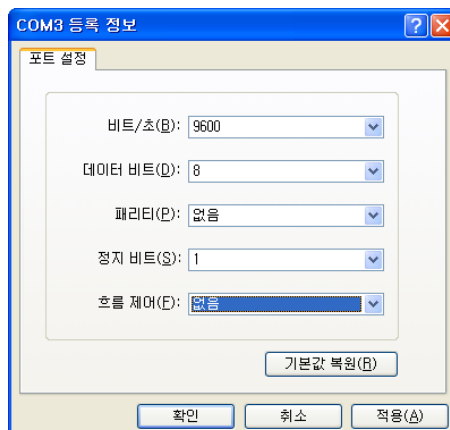 COM3 등록 정보
포트 설정
비트/초(B): 9600
데이터 비트(D): 8
패리티(P): 없음
정지 비트(S): 1
흐름 제어(F): 없음
기본값 복원(R)
확인 취소 적용(A)